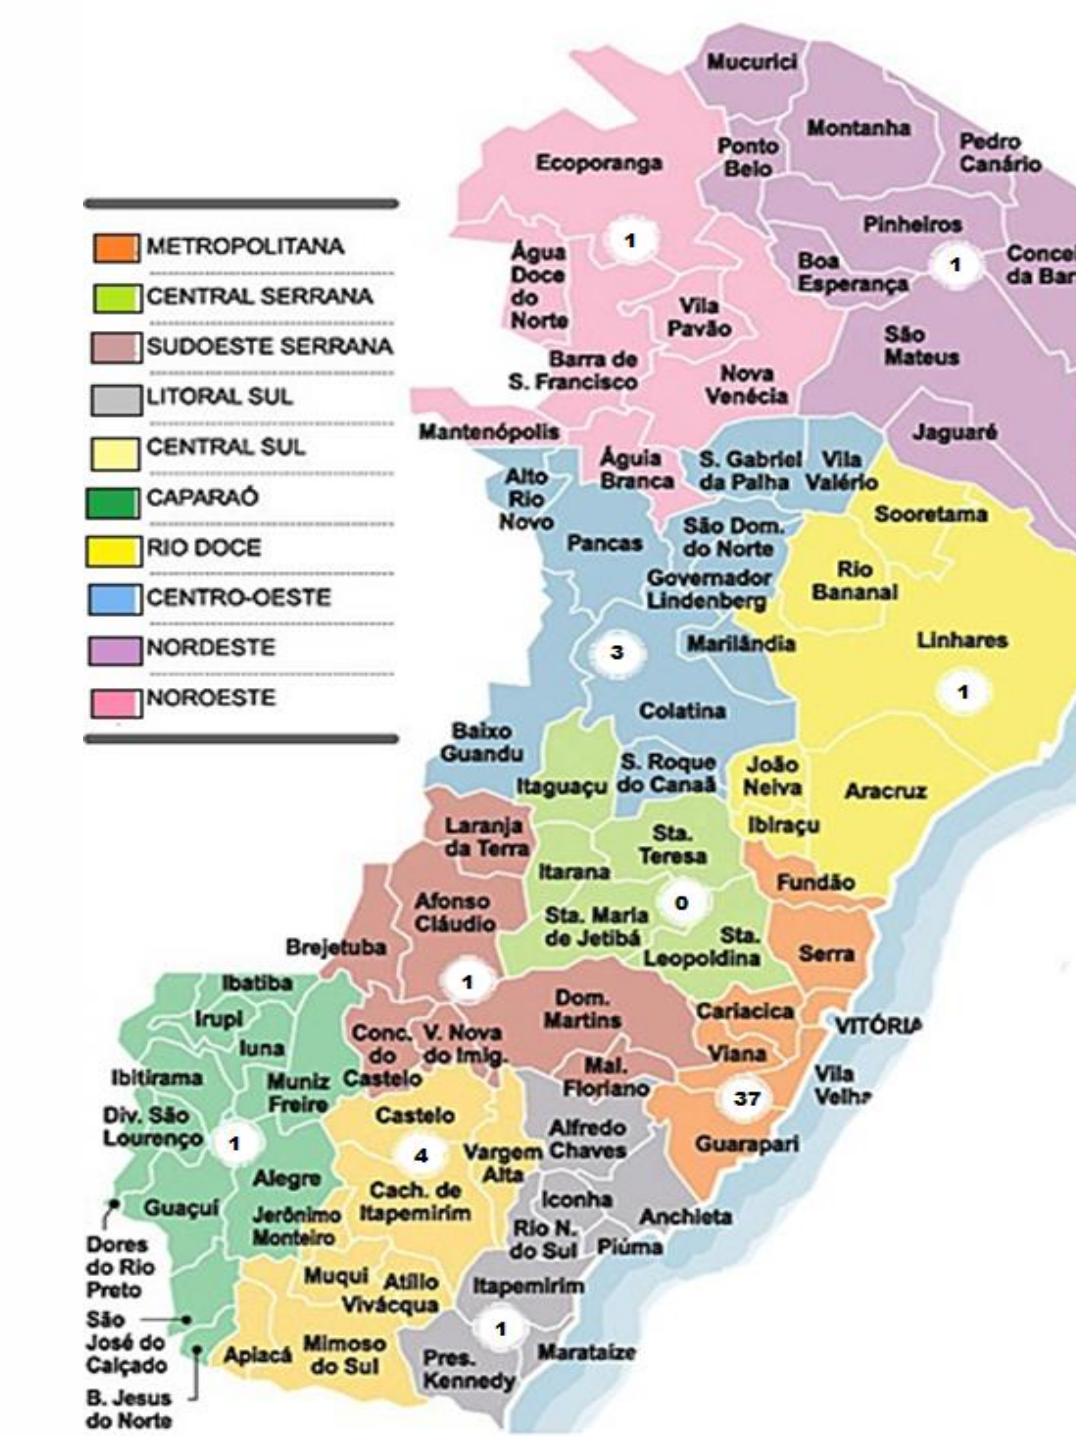 METROPOLITANA
CENTRAL SERRANA
SUDOESTE SERRANA
LITORAL SUL
CENTRAL SUL
CAPARAÓ
RIO DOCE
CENTRO-OESTE
NORDESTE
NOROESTE
Mucurici
Montanha
Ponto
Belo
Pedro
Canário
Ecoporanga
Pinheiros
1
1
Água
Doce
do
Norte
Boa
Esperança
Concei
da Bar
Vila
Pavão
São
Mateus
Barra de
S. Francisco
Nova
Venécia
Mantenópolis
Jaguaré
Águia
Branca
S. Gabriel
da Palha
Vila
Valério
Alto
Rio
Novo
Sooretama
Pancas
São Dom.
do Norte
Rio
Bananal
Governador
Lindenberg
3
Marilândia
Linhares
1
Colatina
Baixo
Guandu
Itaguaçu
S. Roque
do Canaã
João
Neiva
Aracruz
Ibiraçu
Laranja
da Terra
Sta.
Teresa
Itarana
Fundão
Afonso
Cláudio
0
Sta. Maria
de Jetibá
Sta.
Leopoldina
Serra
Brejetuba
1
Ibatiba
Irupi
Iuna
Dom.
Martins
Cariacica
VITÓRIA
Conc.
do
Castelo
V. Nova
do Imig.
Viana
Ibitirama
Muniz
Freire
Mal.
Floriano
Vila
Velha
37
Div. São
Lourenço
1
Castelo
4
Vargem
Alta
Alfredo
Chaves
Guarapari
Alegre
Guaçuí
Cach. de
Itapemirim
Iconha
Anchieta
Jerônimo
Monteiro
Rio N.
do Sul
Piúma
Dores
do Rio
Preto
Muqui
Atílio
Vivácqua
Itapemirim
São
José do
Calçado
1
Apiacá
Mimoso
do Sul
Pres.
Kennedy
Marataíze
B. Jesus
do Norte